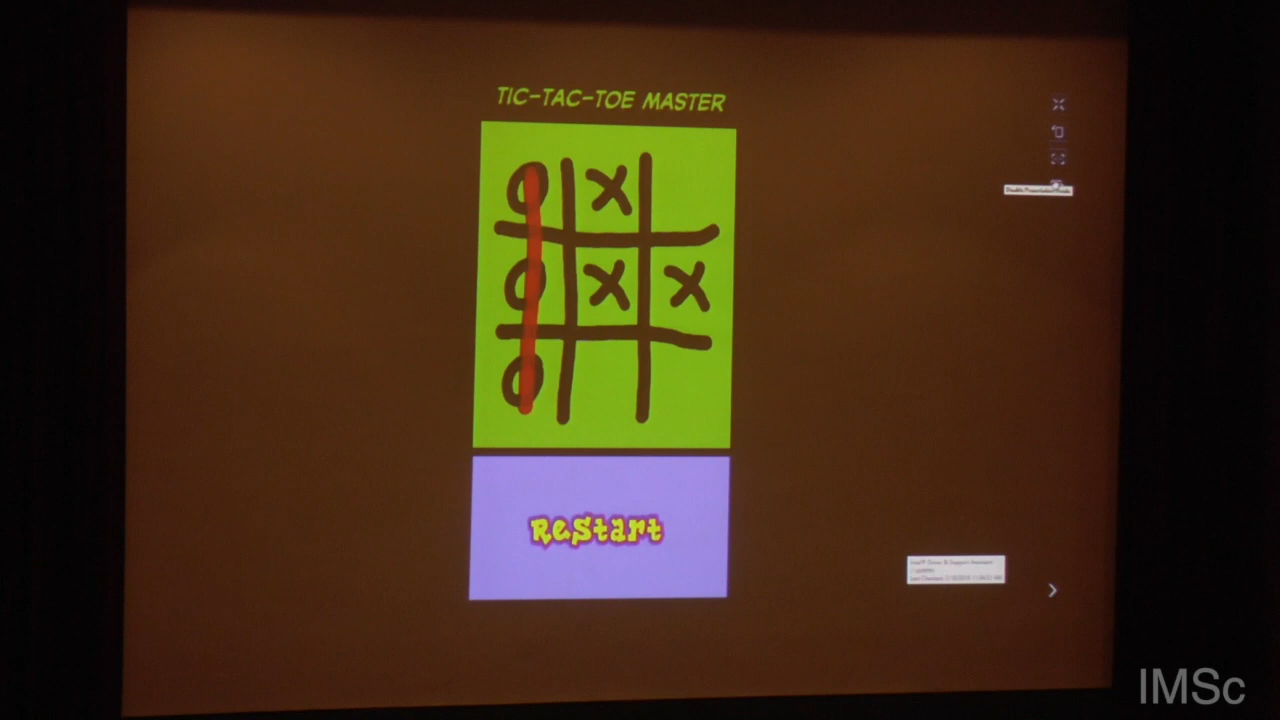 TIC-TAC-TOE MASTER
O X
O X X
O
Restart
IMSc